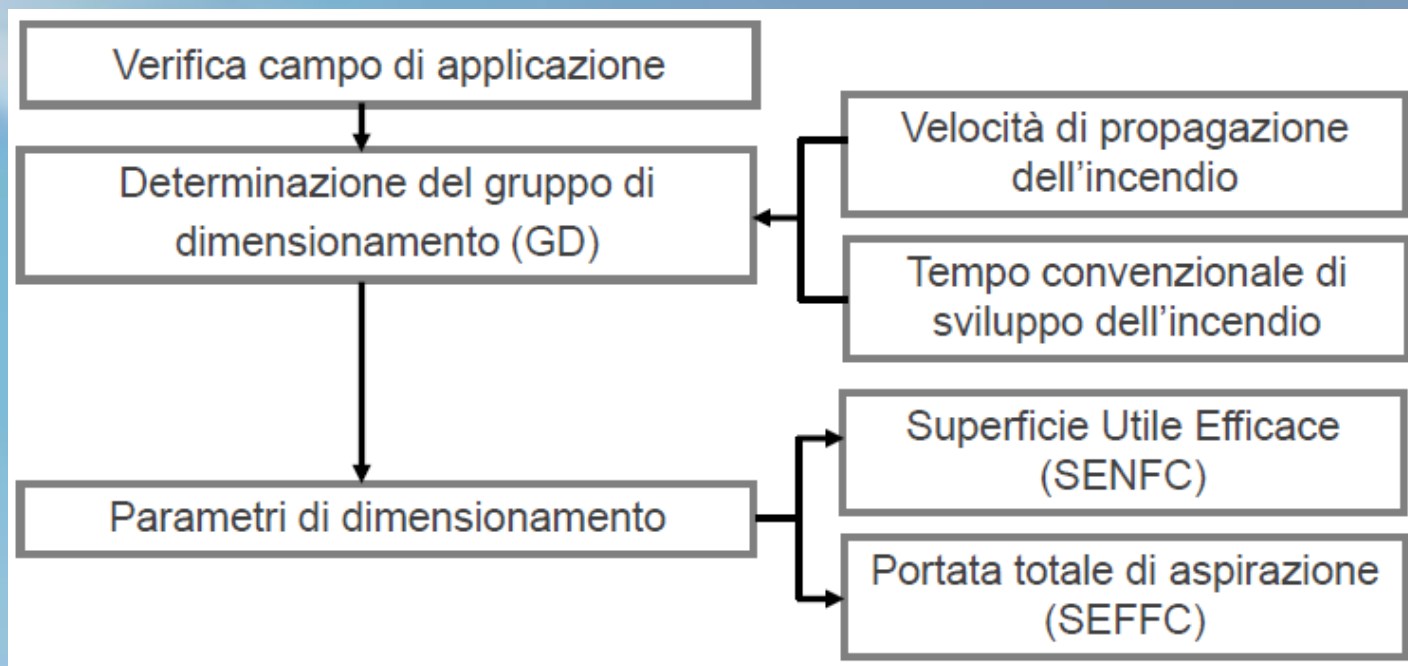 Verifica campo di applicazione
Determinazione del gruppo di
dimensionamento (GD)
Velocità di propagazione
dell'incendio
Tempo convenzionale di
sviluppo dell'incendio
Parametri di dimensionamento
Superficie Utile Efficace
(SENFC)
Portata totale di aspirazione
(SEFFC)